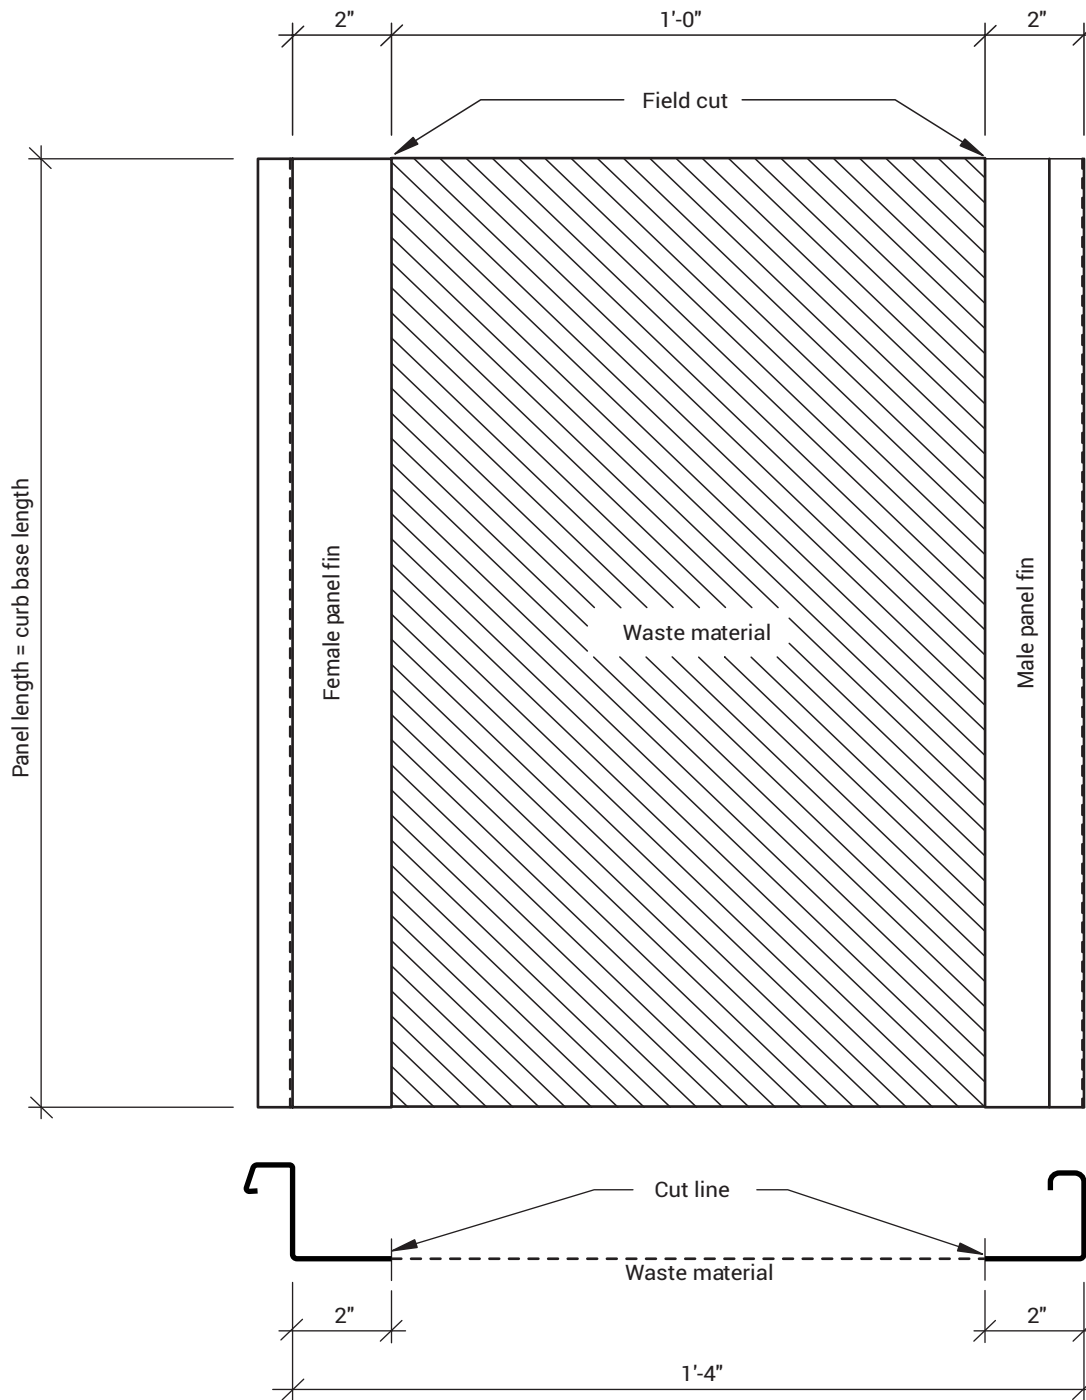 2"
1'-0"
2"
Field cut
Panel length = curb base length
Female panel fin
Waste material
Male panel fin
Cut line
Waste material
2"
2"
1'-4"